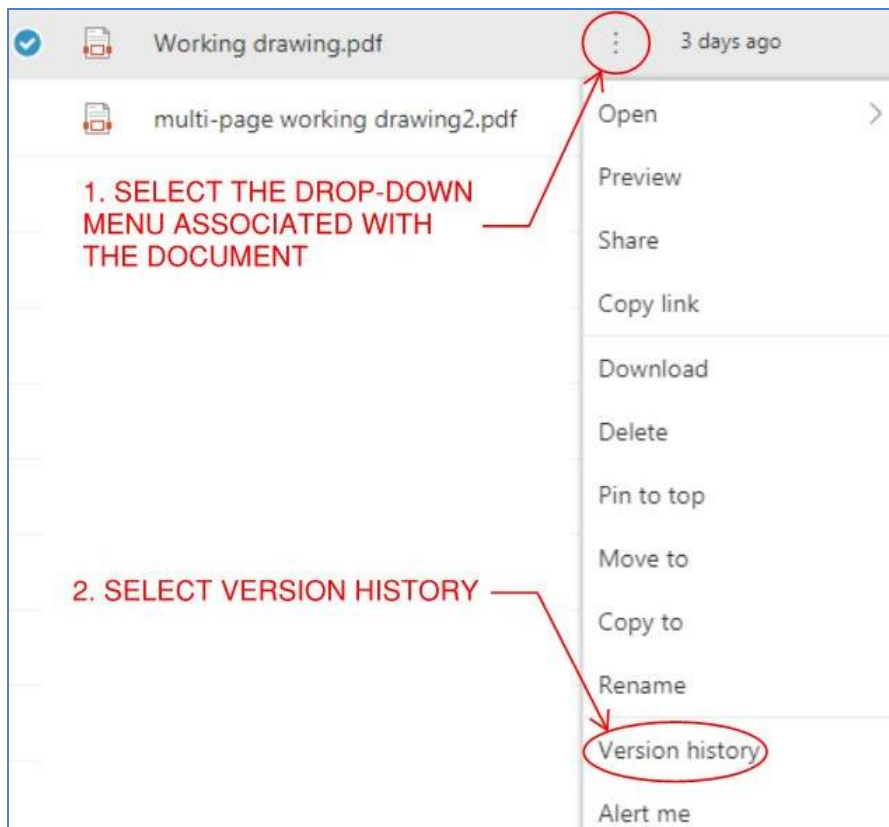 Working drawing.pdf 3 days ago
multi-page working drawing2.pdf
Open
Preview
1. SELECT THE DROP-DOWN
MENU ASSOCIATED WITH
THE DOCUMENT
Share
Copy link
Download
Delete
Pin to top
Move to
2. SELECT VERSION HISTORY
Copy to
Rename
Version history
Alert me